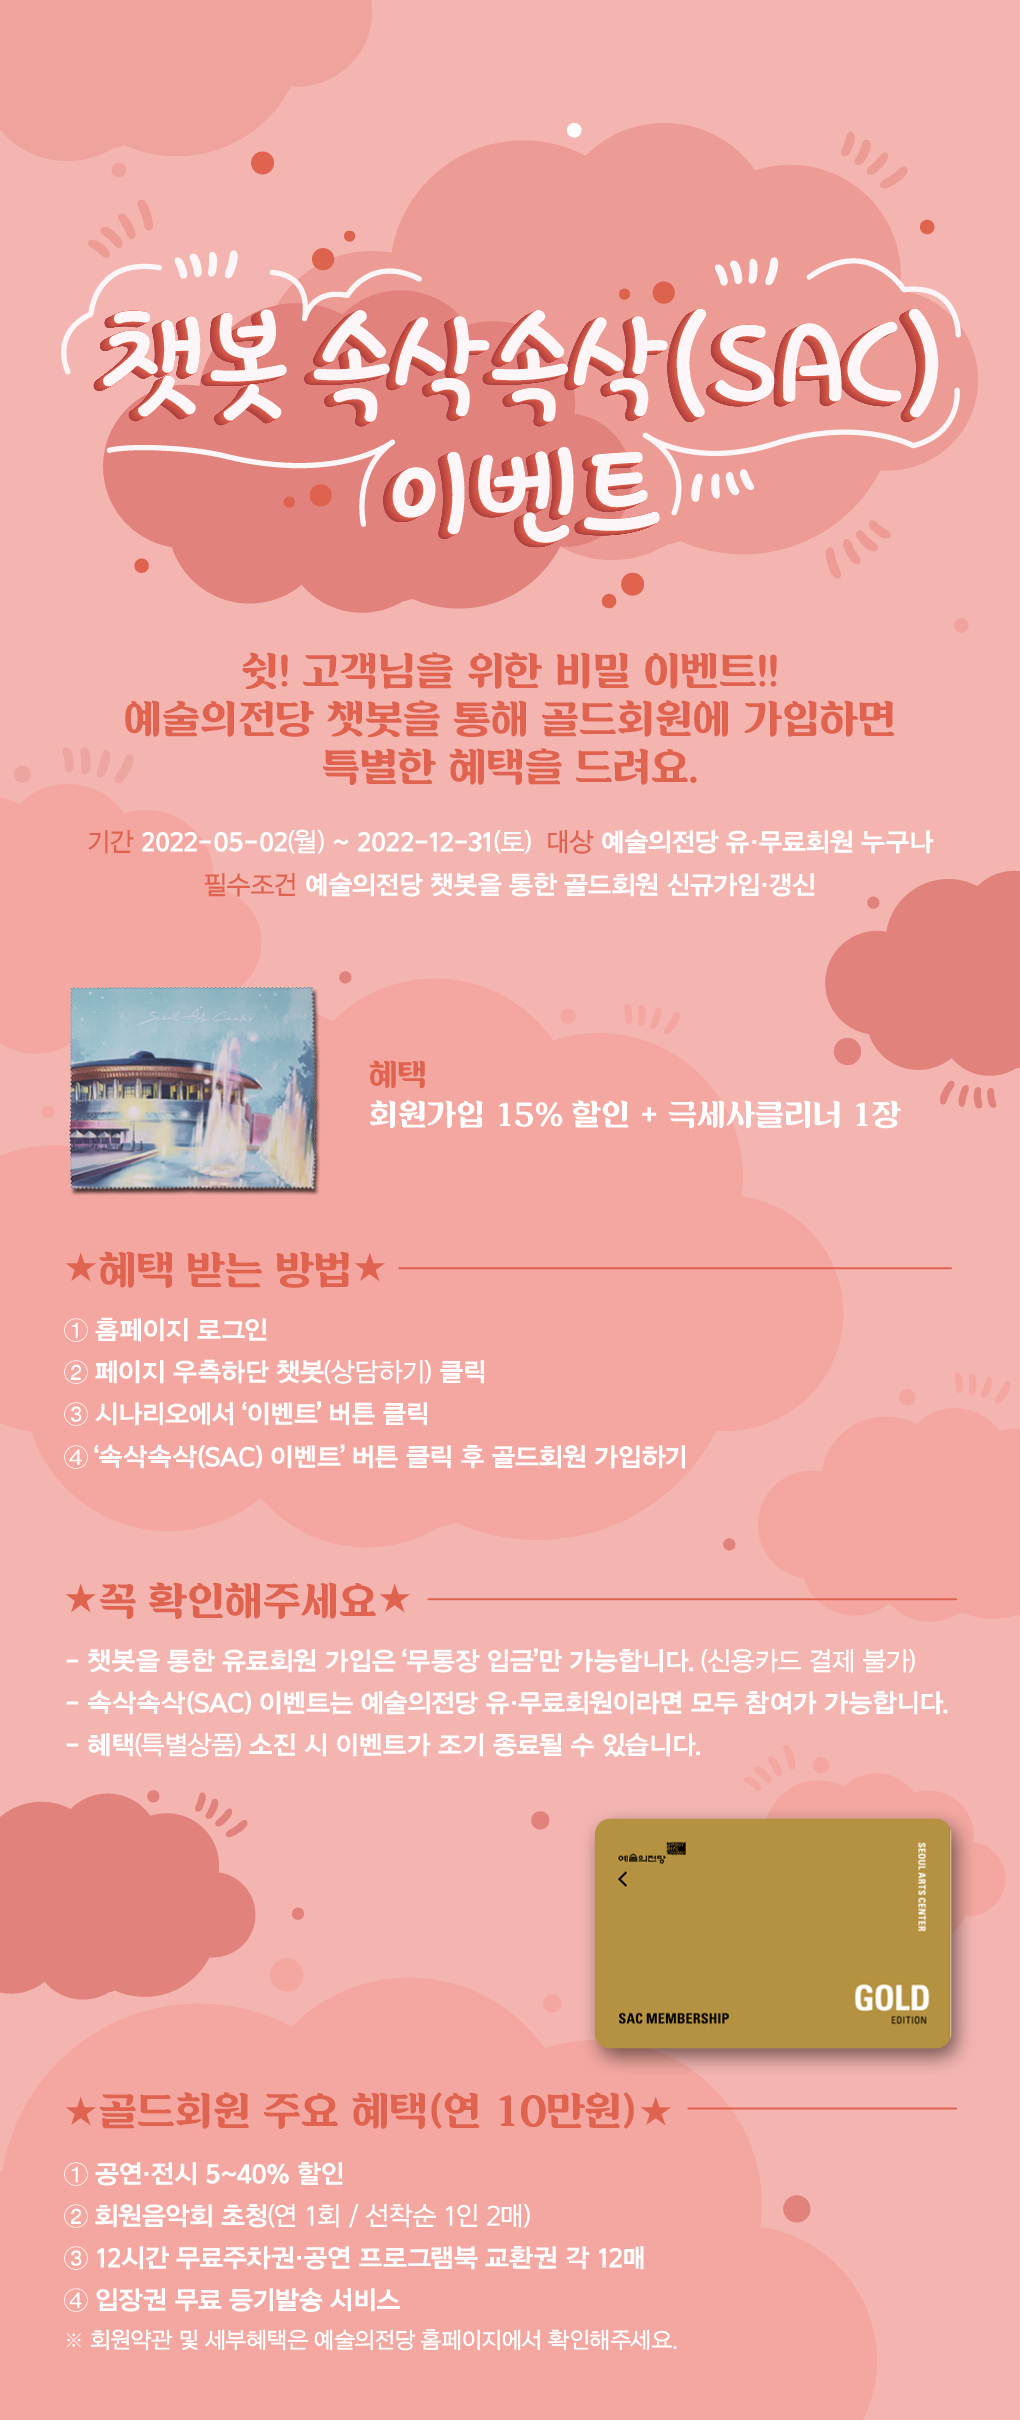 챗봇 속삭속삭(SAC)
이벤트
쉿! 고객님을 위한 비밀 이벤트!!
예술의전당 챗봇을 통해 골드회원에 가입하면
특별한 혜택을 드려요.
기간 2022-05-02(월) ~ 2022-12-31(토) 대상 예술의전당 유·무료회원 누구나
필수조건 예술의전당 챗봇을 통한 골드회원 신규가입·갱신
Seoul Arts Center
혜택
회원가입 15% 할인 + 극세사클리너 1장
★혜택 받는 방법★
① 홈페이지 로그인
② 페이지 우측하단 챗봇(상담하기) 클릭
③ 시나리오에서 ‘이벤트’ 버튼 클릭
④ ‘속삭속삭(SAC) 이벤트’ 버튼 클릭 후 골드회원 가입하기
★꼭 확인해주세요★
- 챗봇을 통한 유료회원 가입은 ‘무통장 입금’만 가능합니다. (신용카드 결제 불가)
- 속삭속삭(SAC) 이벤트는 예술의전당 유·무료회원이라면 모두 참여가 가능합니다.
- 혜택(특별상품) 소진 시 이벤트가 조기 종료될 수 있습니다.
예술의전당
SEOUL ARTS CENTER
GOLD
EDITION
SAC MEMBERSHIP
★골드회원 주요 혜택(연 10만원)★
① 공연·전시 5~40% 할인
② 회원음악회 초청(연 1회 / 선착순 1인 2매)
③ 12시간 무료주차권·공연 프로그램북 교환권 각 12매
④ 입장권 무료 등기발송 서비스
※ 회원약관 및 세부혜택은 예술의전당 홈페이지에서 확인해주세요.